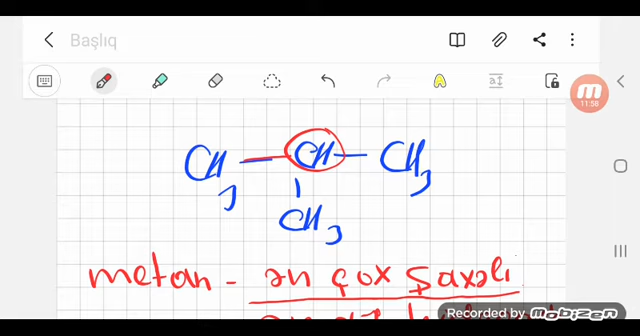 Başlıq
11:58
CH3 — CH — CH3
CH3
metan - ən çox şaxəli
Recorded by Mobizen